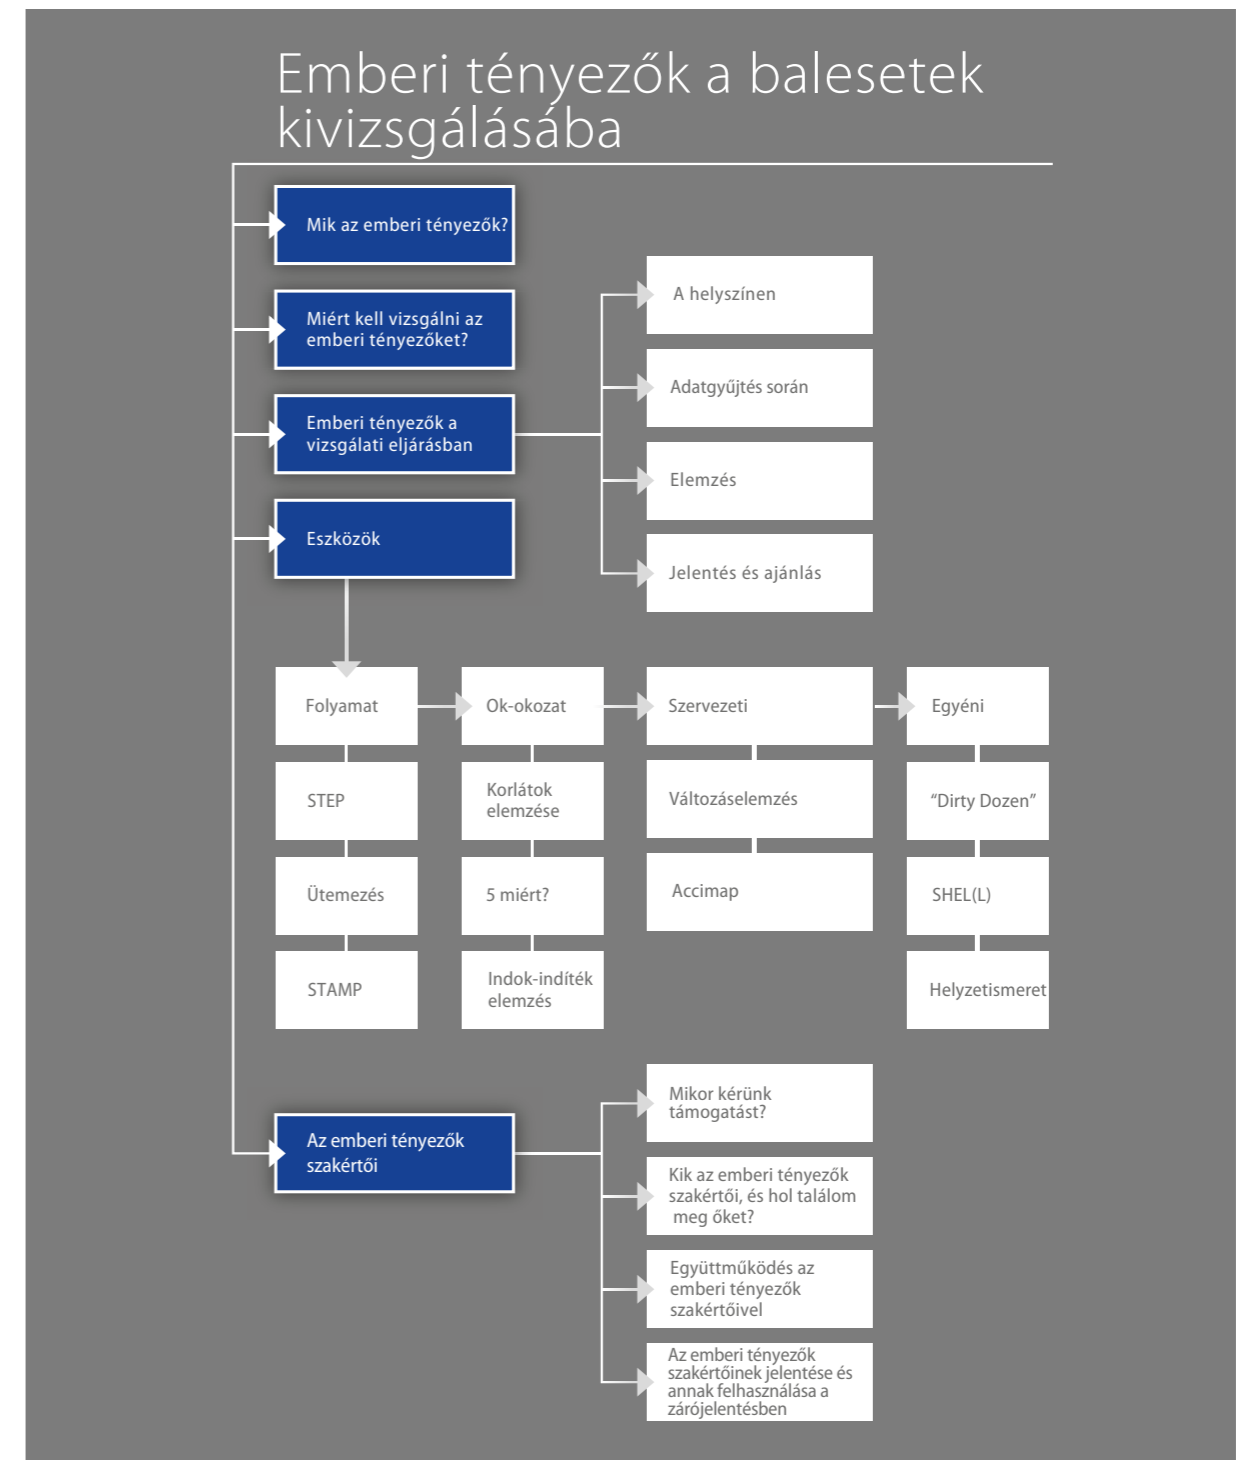 Emberi tényezők a balesetek
kivizsgálásába
Mik az emberi tényezők?
Miért kell vizsgálni az
emberi tényezőket?
Emberi tényezők a
vizsgálati eljárásban
Eszközök
A helyszínen
Adatgyűjtés során
Elemzés
Jelentés és ajánlás
Folyamat
Ok-okozat
Szervezeti
Egyéni
STEP
Korlátok
elemzése
Változáselemzés
“Dirty Dozen”
Ütemezés
5 miért?
Accimap
SHEL(L)
STAMP
Indok-indíték
elemzés
Helyzetismeret
Az emberi tényezők
szakértői
Mikor kérünk
támogatást?
Kik az emberi tényezők
szakértői, és hol találom
meg őket?
Együttműködés az
emberi tényezők
szakértőivel
Az emberi tényezők
szakértőinek jelentése és
annak felhasználása a
zárójelentésben